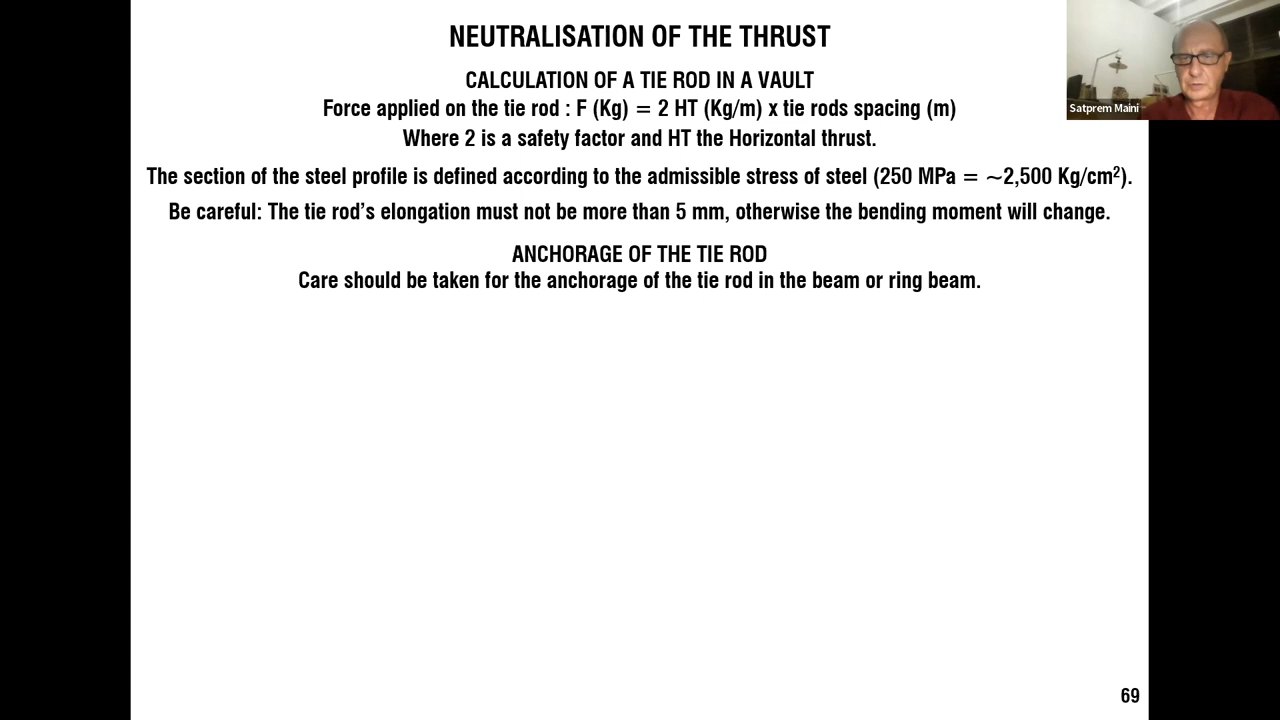 NEUTRALISATION OF THE THRUST
CALCULATION OF A TIE ROD IN A VAULT
Force applied on the tie rod : F (Kg) = 2 HT (Kg/m) x tie rods spacing (m)
Where 2 is a safety factor and HT the Horizontal thrust.
The section of the steel profile is defined according to the admissible stress of steel (250 MPa = ~2,500 Kg/cm²).
Be careful: The tie rod’s elongation must not be more than 5 mm, otherwise the bending moment will change.
ANCHORAGE OF THE TIE ROD
Care should be taken for the anchorage of the tie rod in the beam or ring beam.
Satprem Maini
69